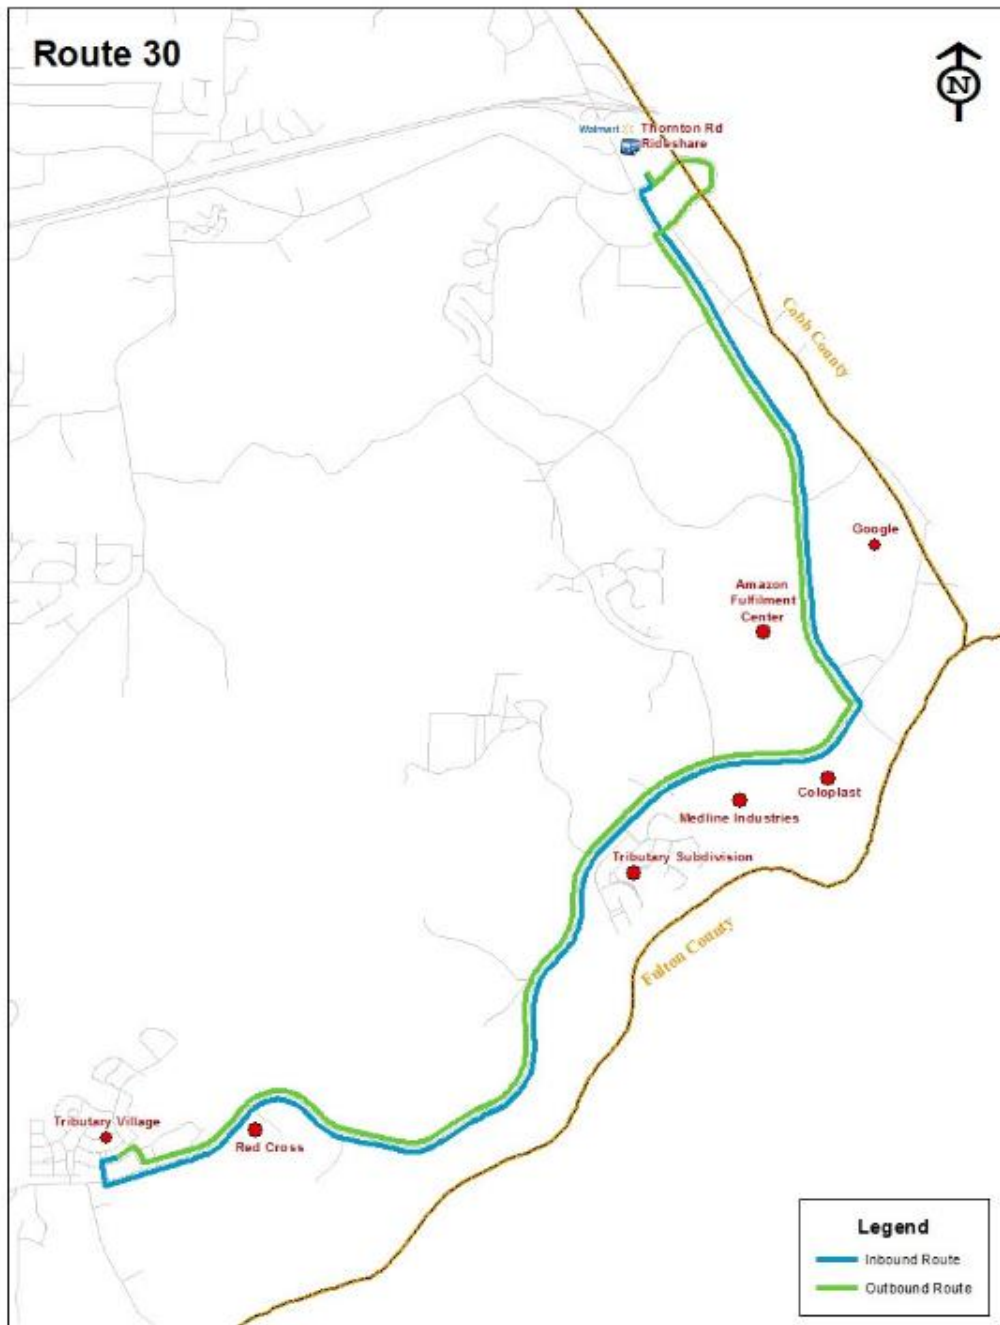 Route 30
N
Walmart
Thornton Rd
Rideshare
Cobb County
Google
Amazon
Fulfilment
Center
Coloplast
Medline Industries
Tributary Subdivision
Fulton County
Tributary Village
Red Cross
Legend
Inbound Route
Outbound Route